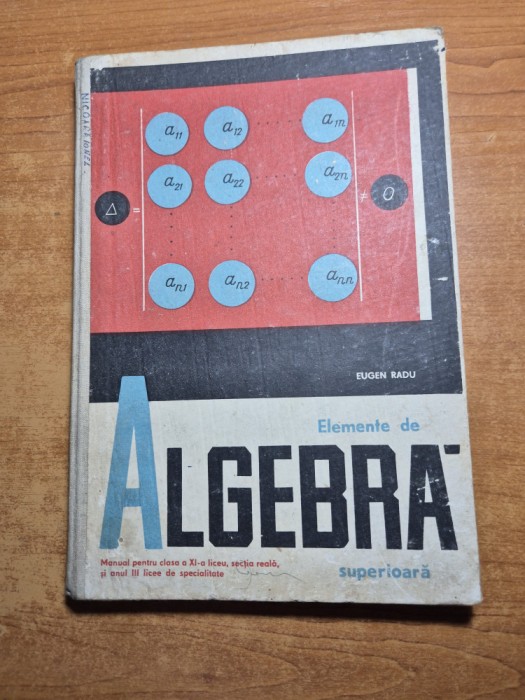 a11 a12 a1n
a21 a22 a2n
Δ = ≠ 0
an1 an2 ann
EUGEN RADU
Elemente de
ALGEBRĂ
superioară
Manual pentru clasa a XI-a liceu, secția reală,
și anul III licee de specialitate